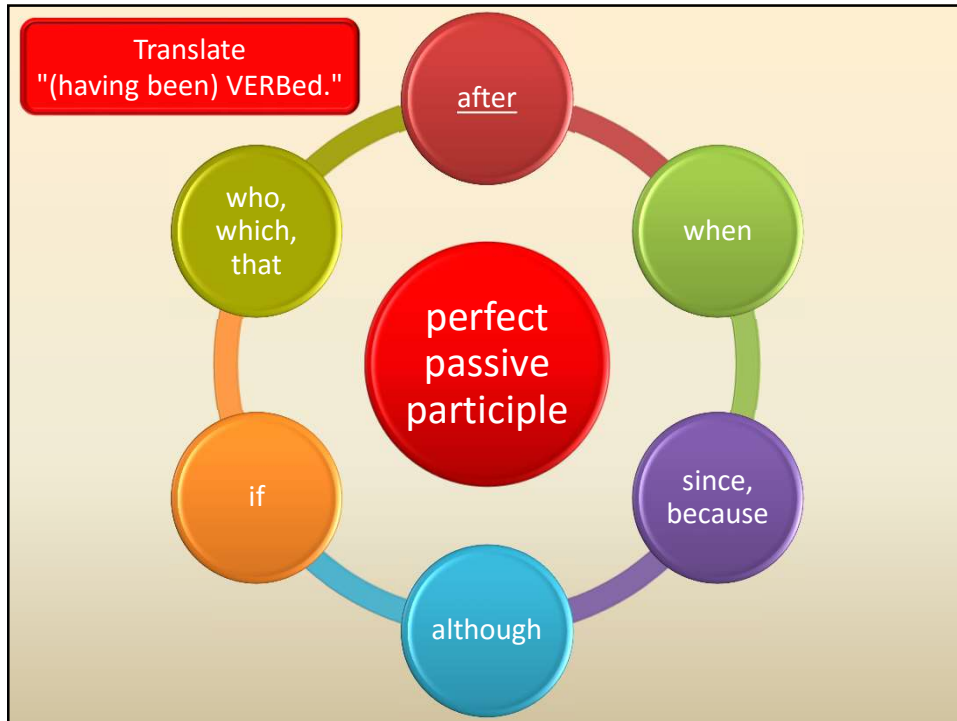 Translate
"(having been) VERBed."
after
when
since,
because
although
if
who,
which,
that
perfect
passive
participle